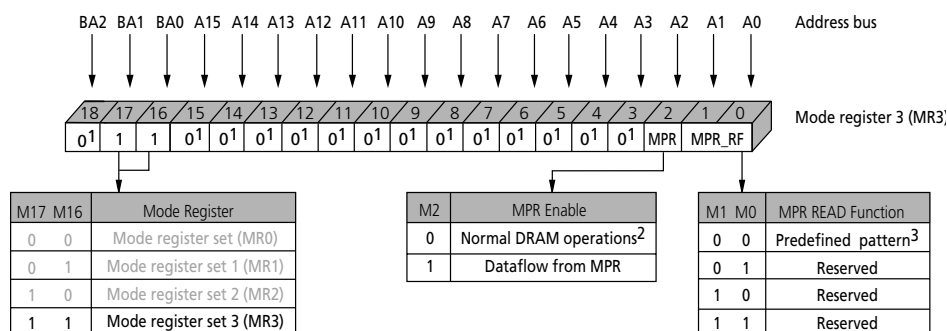 BA2 BA1 BA0 A15 A14 A13 A12 A11 A10 A9 A8 A7 A6 A5 A4 A3 A2 A1 A0 Address bus
18 17 16 15 14 13 12 11 10 9 8 7 6 5 4 3 2 1 0
Mode register 3 (MR3)
0¹ 1 1 0¹ 0¹ 0¹ 0¹ 0¹ 0¹ 0¹ 0¹ 0¹ 0¹ 0¹ 0¹ 0¹ MPR MPR_RF
M17 M16 Mode Register
0 0 Mode register set (MR0)
0 1 Mode register set 1 (MR1)
1 0 Mode register set 2 (MR2)
1 1 Mode register set 3 (MR3)
M2 MPR Enable
0 Normal DRAM operations²
1 Dataflow from MPR
M1 M0 MPR READ Function
0 0 Predefined pattern³
0 1 Reserved
1 0 Reserved
1 1 Reserved